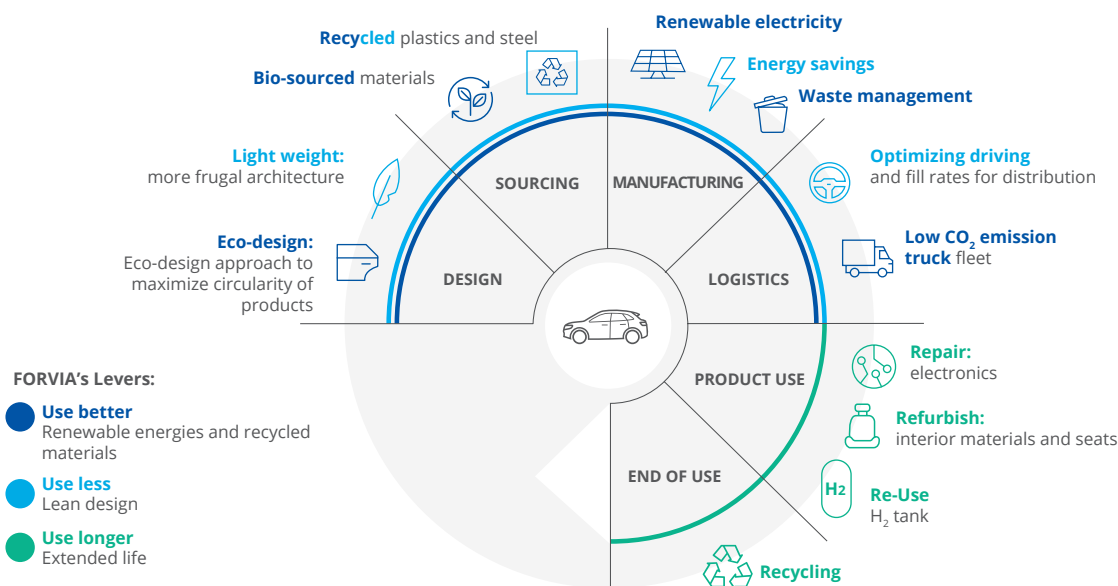 Renewable electricity
Recycled plastics and steel
Energy savings
Bio-sourced materials
Waste management
Light weight:
more frugal architecture
Optimizing driving
and fill rates for distribution
SOURCING
MANUFACTURING
Eco-design:
Eco-design approach to
maximize circularity of
products
Low CO₂ emission
truck fleet
DESIGN
LOGISTICS
FORVIA's Levers:
Use better
Renewable energies and recycled
materials
Use less
Lean design
Use longer
Extended life
PRODUCT USE
Repair:
electronics
Refurbish:
interior materials and seats
END OF USE
H2
Re-Use
H₂ tank
Recycling